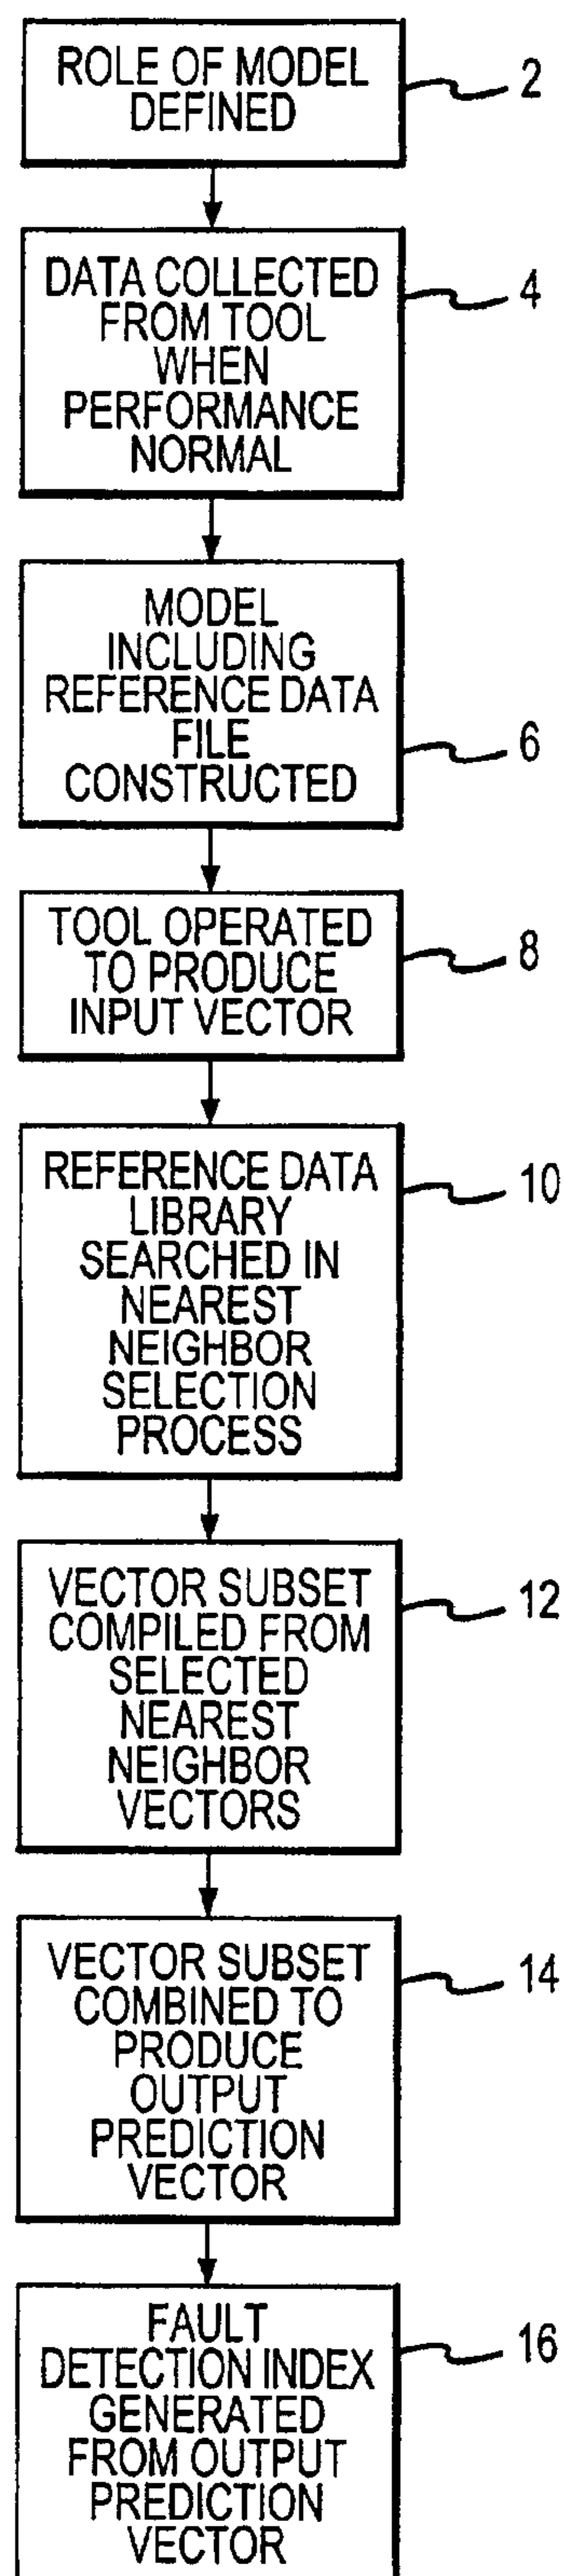 ROLE OF MODEL
DEFINED
2
DATA COLLECTED
FROM TOOL
WHEN
PERFORMANCE
NORMAL
4
MODEL
INCLUDING
REFERENCE DATA
FILE
CONSTRUCTED
6
TOOL OPERATED
TO PRODUCE
INPUT VECTOR
8
REFERENCE DATA
LIBRARY
SEARCHED IN
NEAREST
NEIGHBOR
SELECTION
PROCESS
10
VECTOR SUBSET
COMPILED FROM
SELECTED
NEAREST
NEIGHBOR
VECTORS
12
VECTOR SUBSET
COMBINED TO
PRODUCE
OUTPUT
PREDICTION
VECTOR
14
FAULT
DETECTION INDEX
GENERATED
FROM OUTPUT
PREDICTION
VECTOR
16